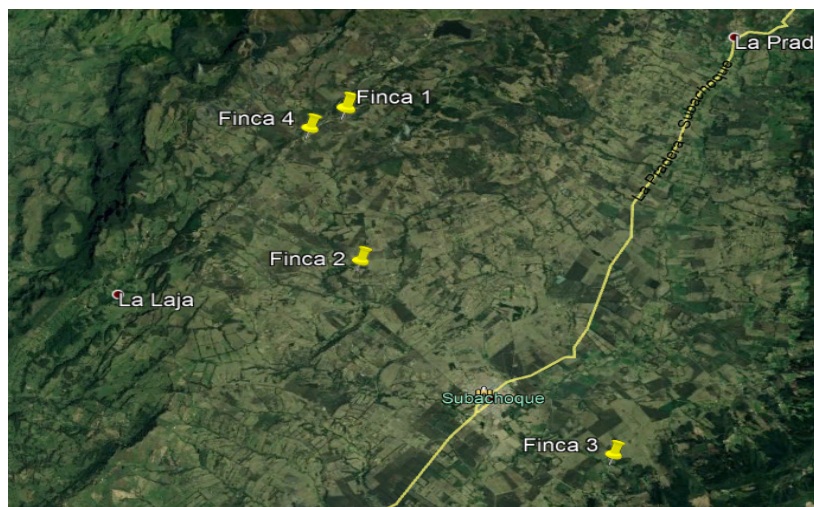 La Prad
Finca 1
Finca 4
La Pradera - Subachoque
Finca 2
La Laja
Subachoque
Finca 3